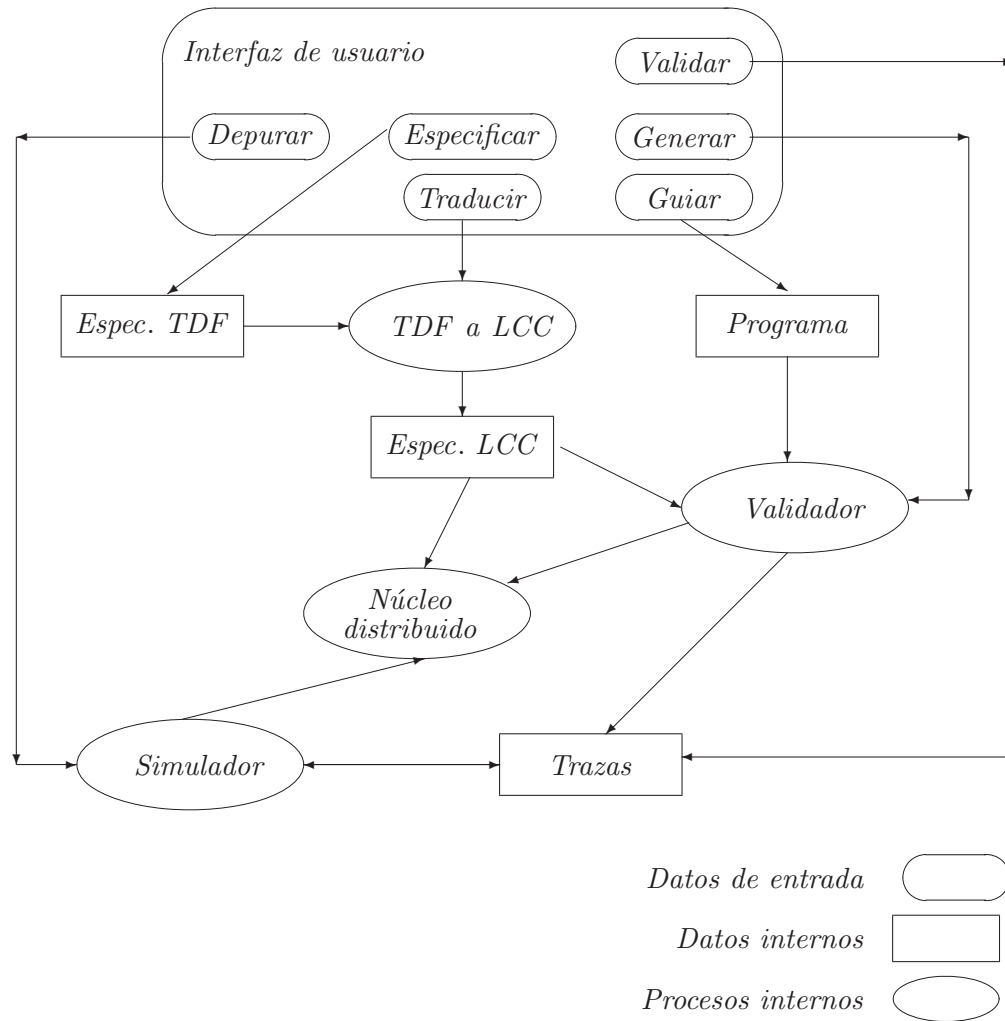 Interfaz de usuario
Validar
Depurar
Especificar
Generar
Traducir
Guiar
Espec. TDF
TDF a LCC
Programa
Espec. LCC
Validador
Núcleo
distribuido
Simulador
Trazas
Datos de entrada
Datos internos
Procesos internos